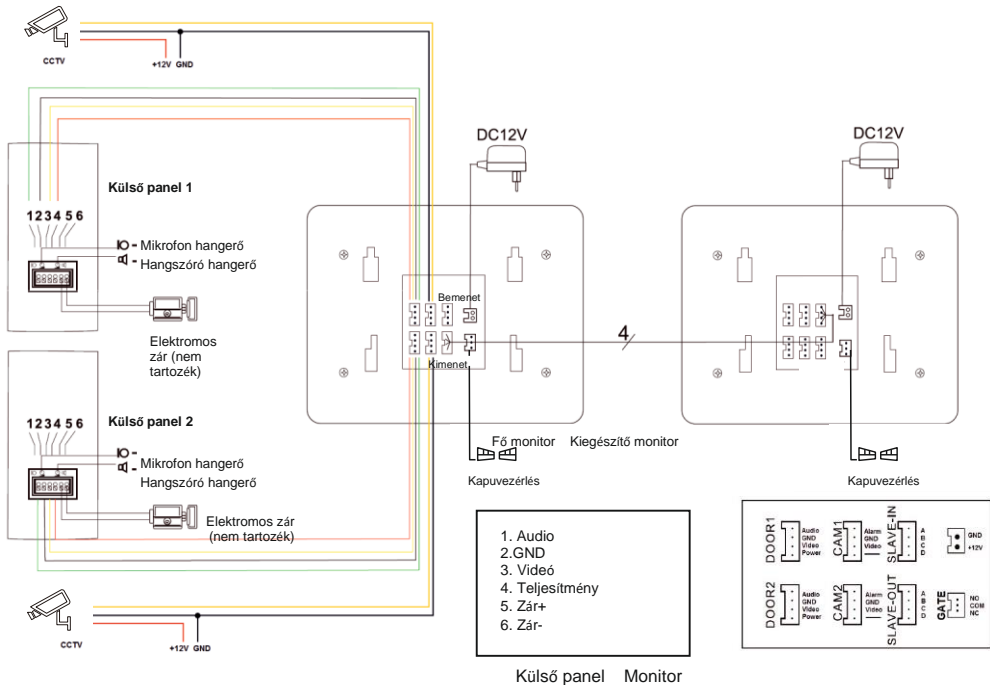 CCTV
+12V GND
DC12V
DC12V
Külső panel 1
1 2 3 4 5 6
Mikrofon hangerő
Hangszóró hangerő
Elektromos
zár (nem
tartozék)
Bemenet
Kimenet
4
Külső panel 2
1 2 3 4 5 6
Mikrofon hangerő
Hangszóró hangerő
Elektromos zár
(nem tartozék)
Fő monitor Kiegészítő monitor
Kapuvezérlés
Kapuvezérlés
1. Audio
2.GND
3. Videó
4. Teljesítmény
5. Zár+
6. Zár-
DOOR1
Audio
GND
Video
Power
CAM1
Alarm
GND
Video
SLAVE-IN
A
B
C
D
GND
+12V
DOOR2
Audio
GND
Video
Power
CAM2
Alarm
GND
Video
SLAVE-OUT
A
B
C
D
GATE
NO
COM
NC
CCTV
+12V GND
Külső panel Monitor